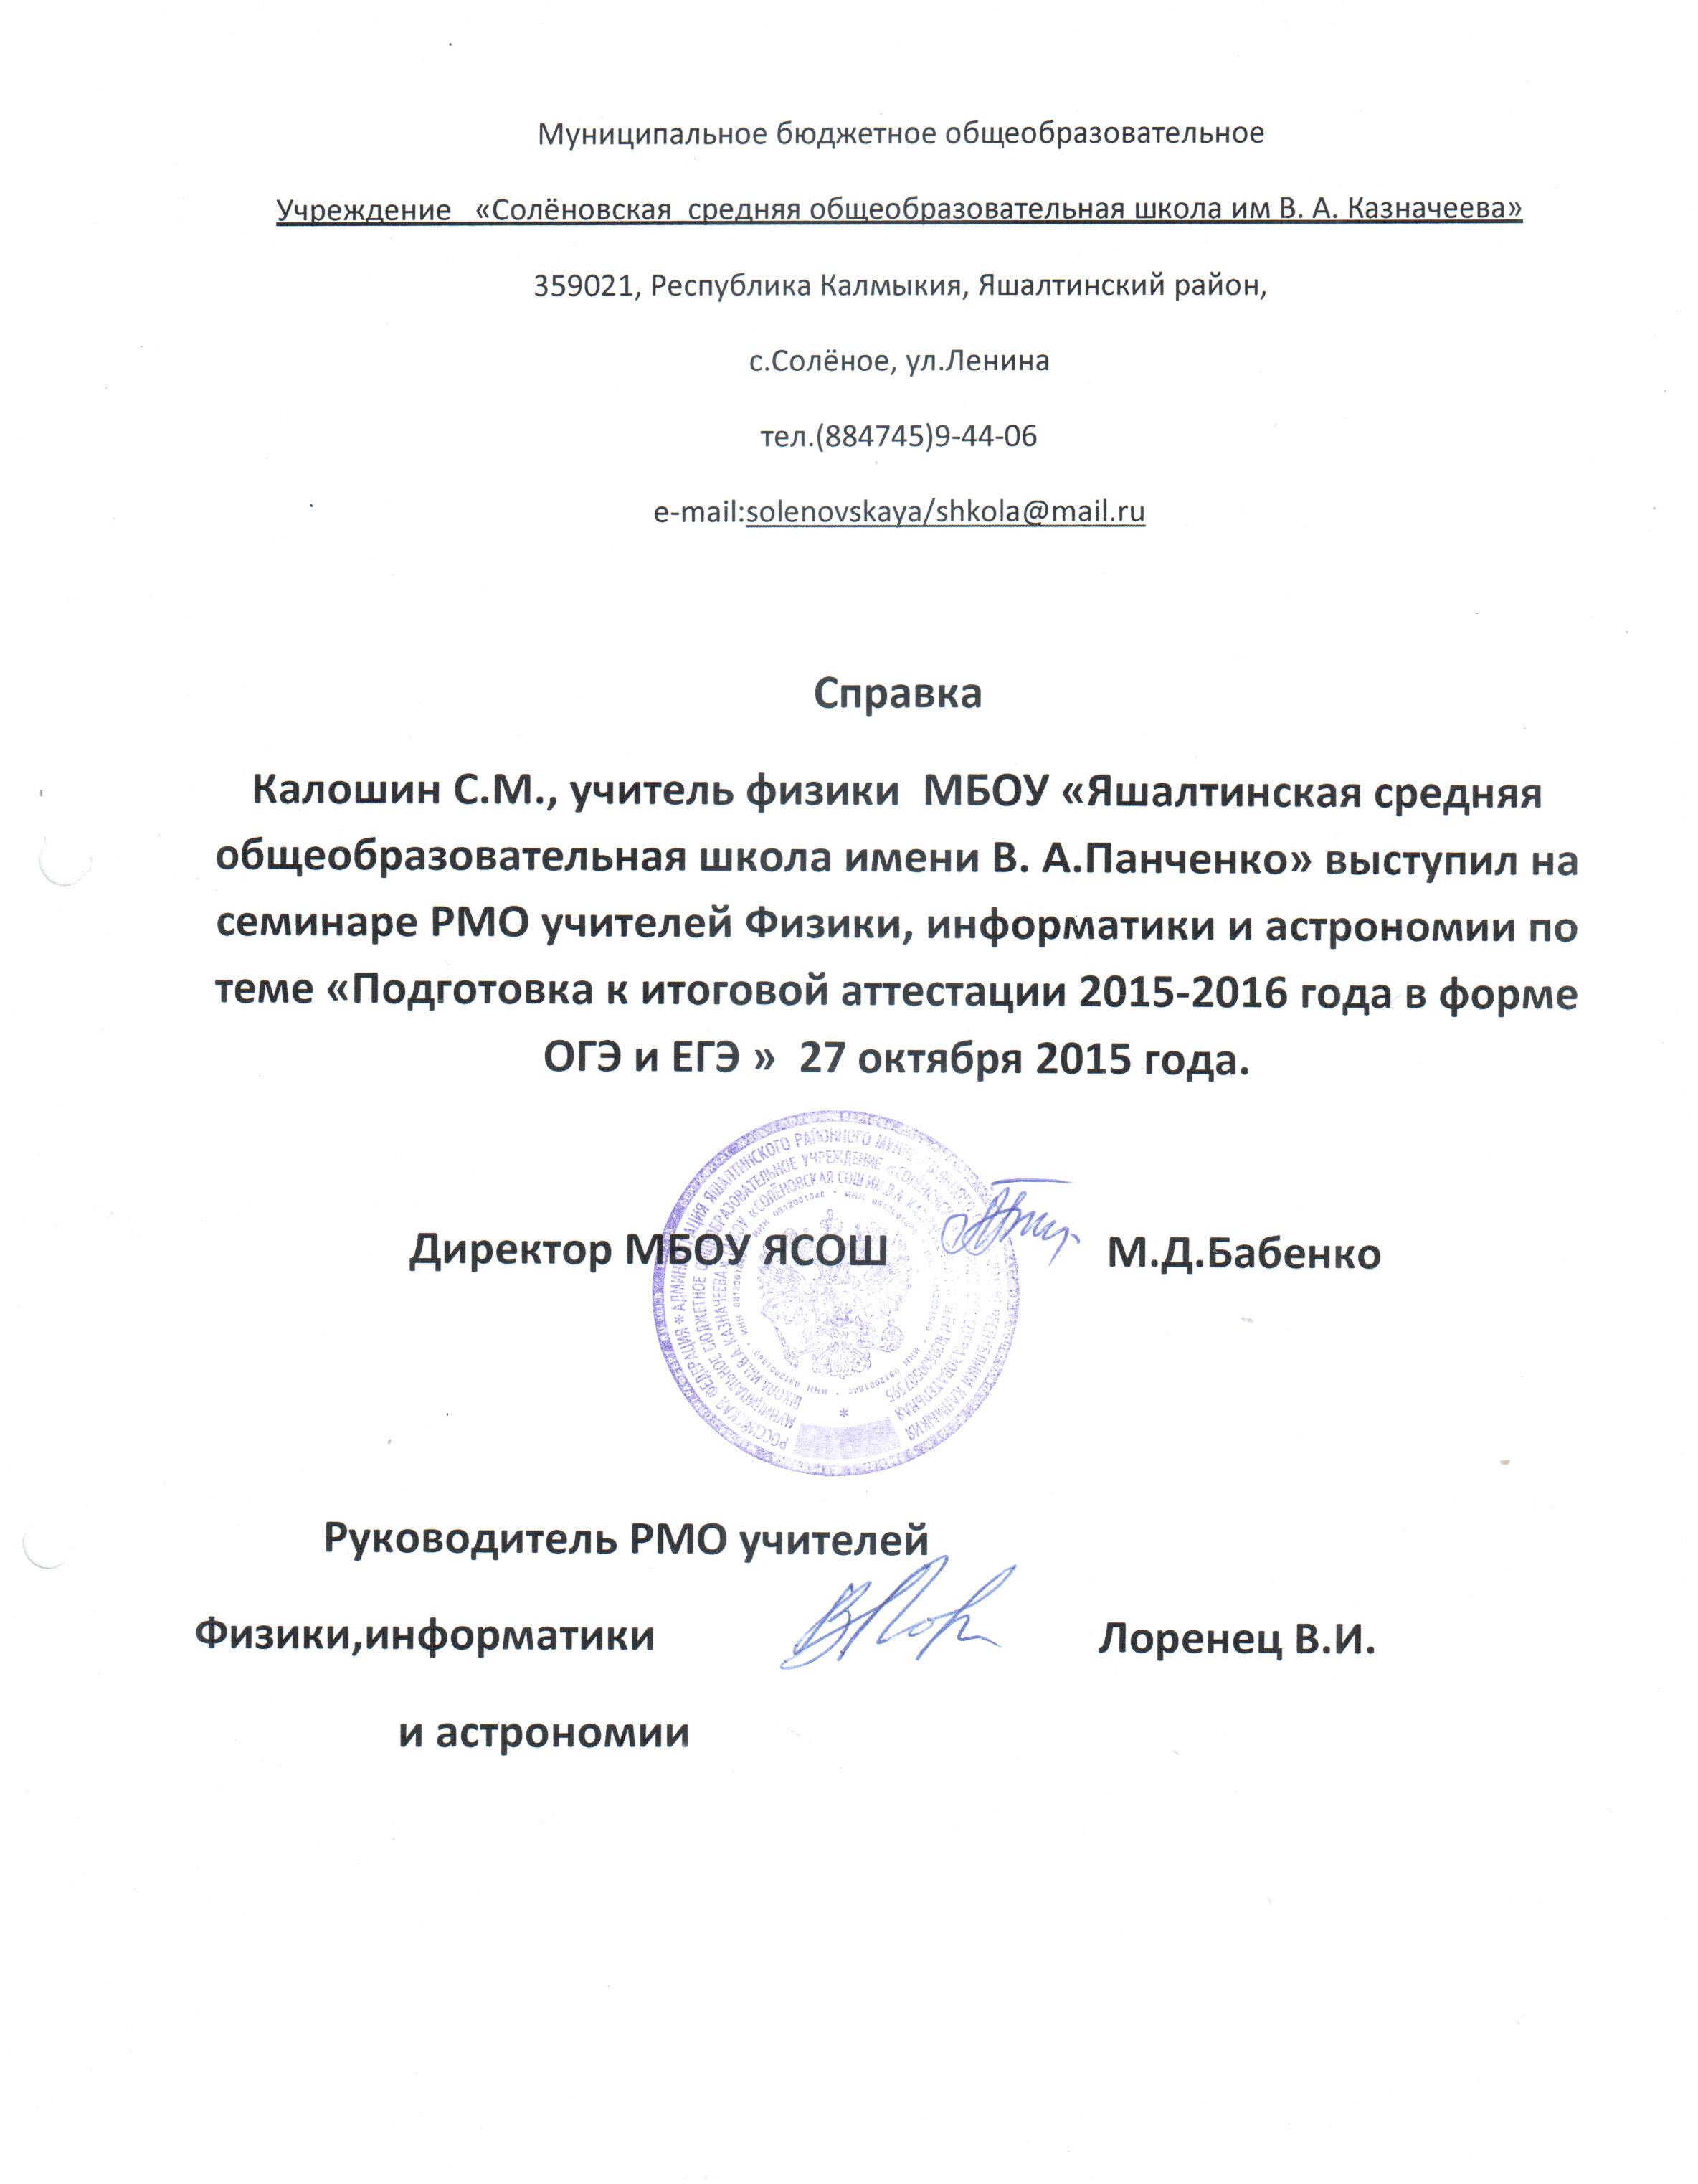 Муниципальное бюджетное общеобразовательное
Учреждение «Солёновская средняя общеобразовательная школа им В. А. Казначеева»
359021, Республика Калмыкия, Яшалтинский район,
с.Солёное, ул.Ленина
тел.(884745)9-44-06
e-mail:solenovskaya/shkola@mail.ru
Справка
Калошин С.М., учитель физики МБОУ «Яшалтинская средняя
общеобразовательная школа имени В. А.Панченко» выступил на
семинаре РМО учителей Физики, информатики и астрономии по
теме «Подготовка к итоговой аттестации 2015-2016 года в форме
ОГЭ и ЕГЭ » 27 октября 2015 года.
Директор МБОУ ЯСОШ М.Д.Бабенко
Руководитель РМО учителей
Физики,информатики Лоренец В.И.
и астрономии